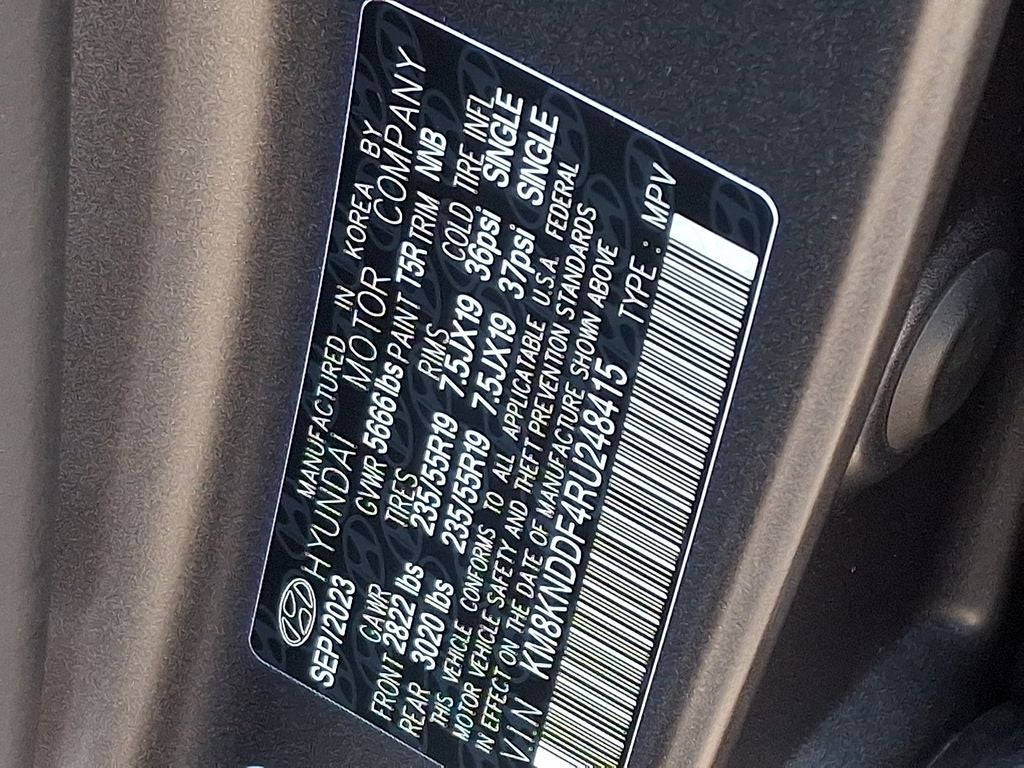 MANUFACTURED IN KOREA BY
HYUNDAI MOTOR COMPANY
SEP/2023 GVWR 5666lbs PAINT T5R TRIM NNB
GAWR TIRES RIMS COLD TIRE INFL
FRONT 2822 lbs 235/55R19 7.5JX19 36psi SINGLE
REAR 3020 lbs 235/55R19 7.5JX19 37psi SINGLE
THIS VEHICLE CONFORMS TO ALL APPLICATABLE U.S.A. FEDERAL
MOTOR VEHICLE SAFETY AND THEFT PREVENTION STANDARDS
IN EFFECT ON THE DATE OF MANUFACTURE SHOWN ABOVE
VIN KM8KNDDF4RU248415 TYPE : MPV